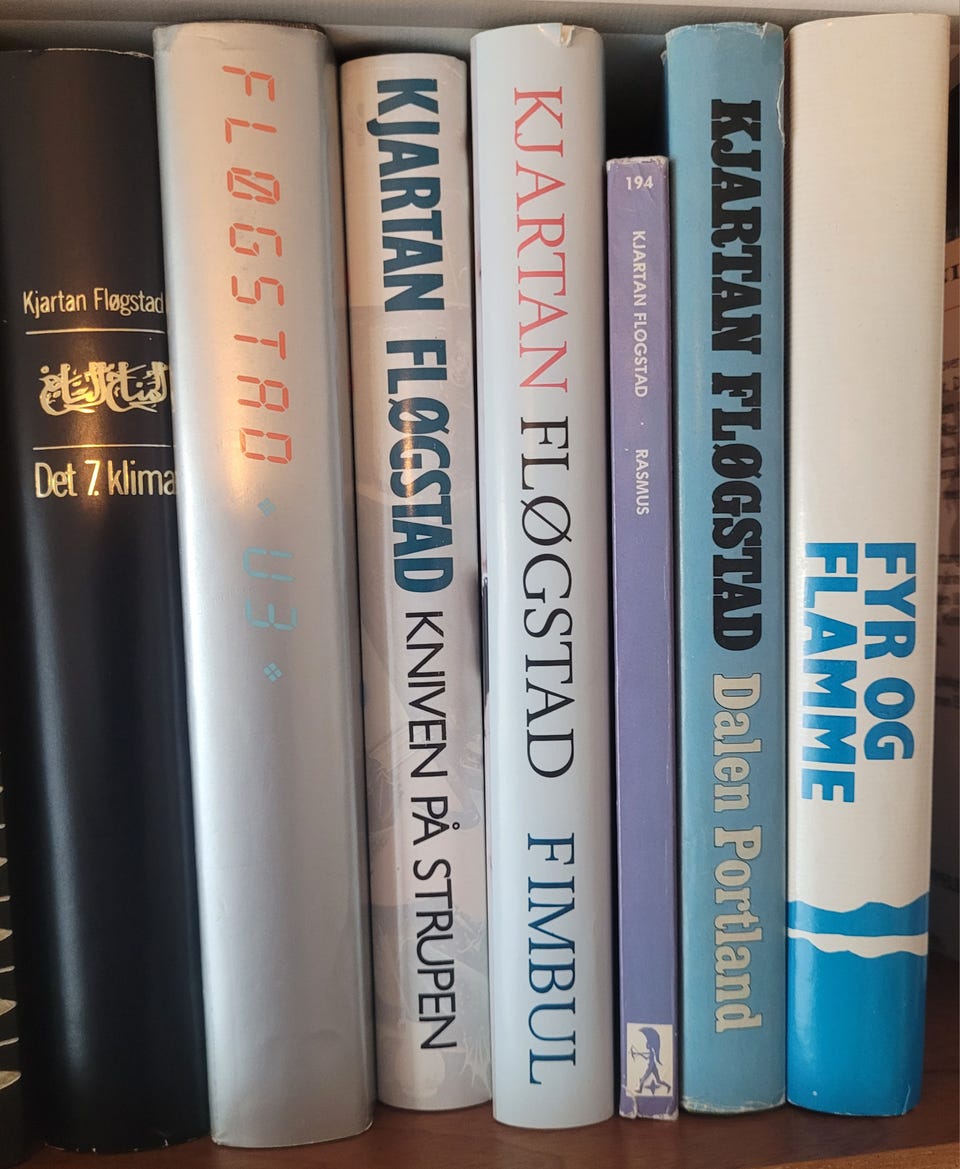 Kjartan Fløgstad
Det 7. klima
FLØGSTAD U3
KJARTAN FLØGSTAD KNIVEN PÅ STRUPEN
KJARTAN FLØGSTAD FIMBUL
194
KJARTAN FLØGSTAD · RASMUS
KJARTAN FLØGSTAD Dalen Portland
FYR OG
FLAMME